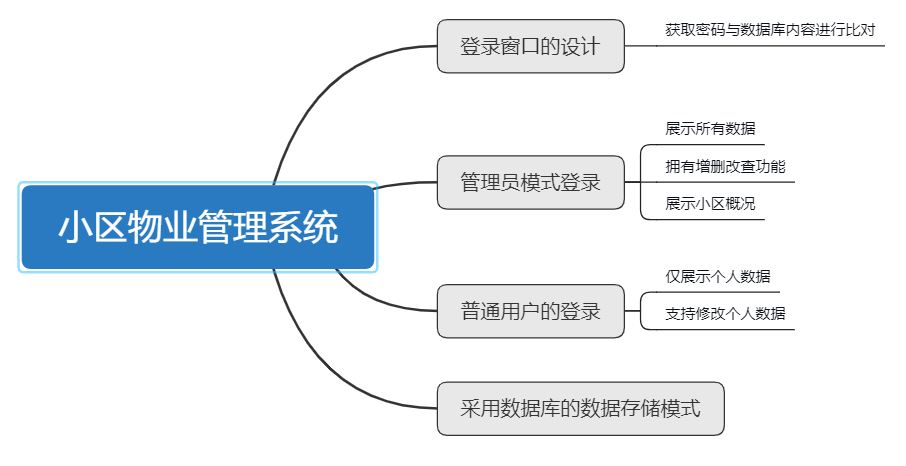 小区物业管理系统
登录窗口的设计
获取密码与数据库内容进行比对
管理员模式登录
展示所有数据
拥有增删改查功能
展示小区概况
普通用户的登录
仅展示个人数据
支持修改个人数据
采用数据库的数据存储模式